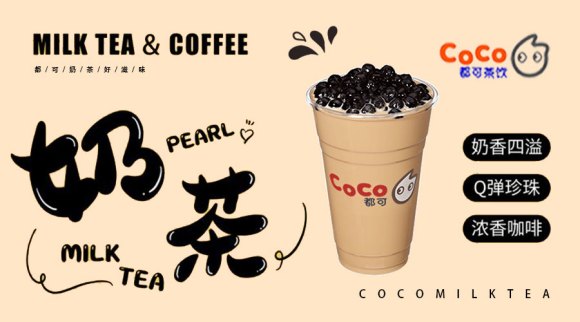 MILK TEA & COFFEE
都/可/奶/茶/好/滋/味
CoCo
都可茶饮
奶茶
PEARL
MILK
TEA
CoCo
都可
奶香四溢
Q弹珍珠
浓香咖啡
COCOMILKTEA